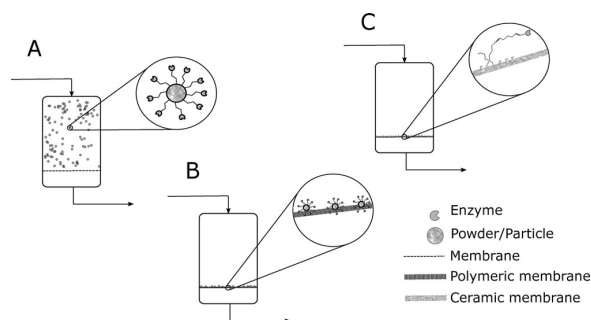 A
B
C
Enzyme
Powder/Particle
Membrane
Polymeric membrane
Ceramic membrane